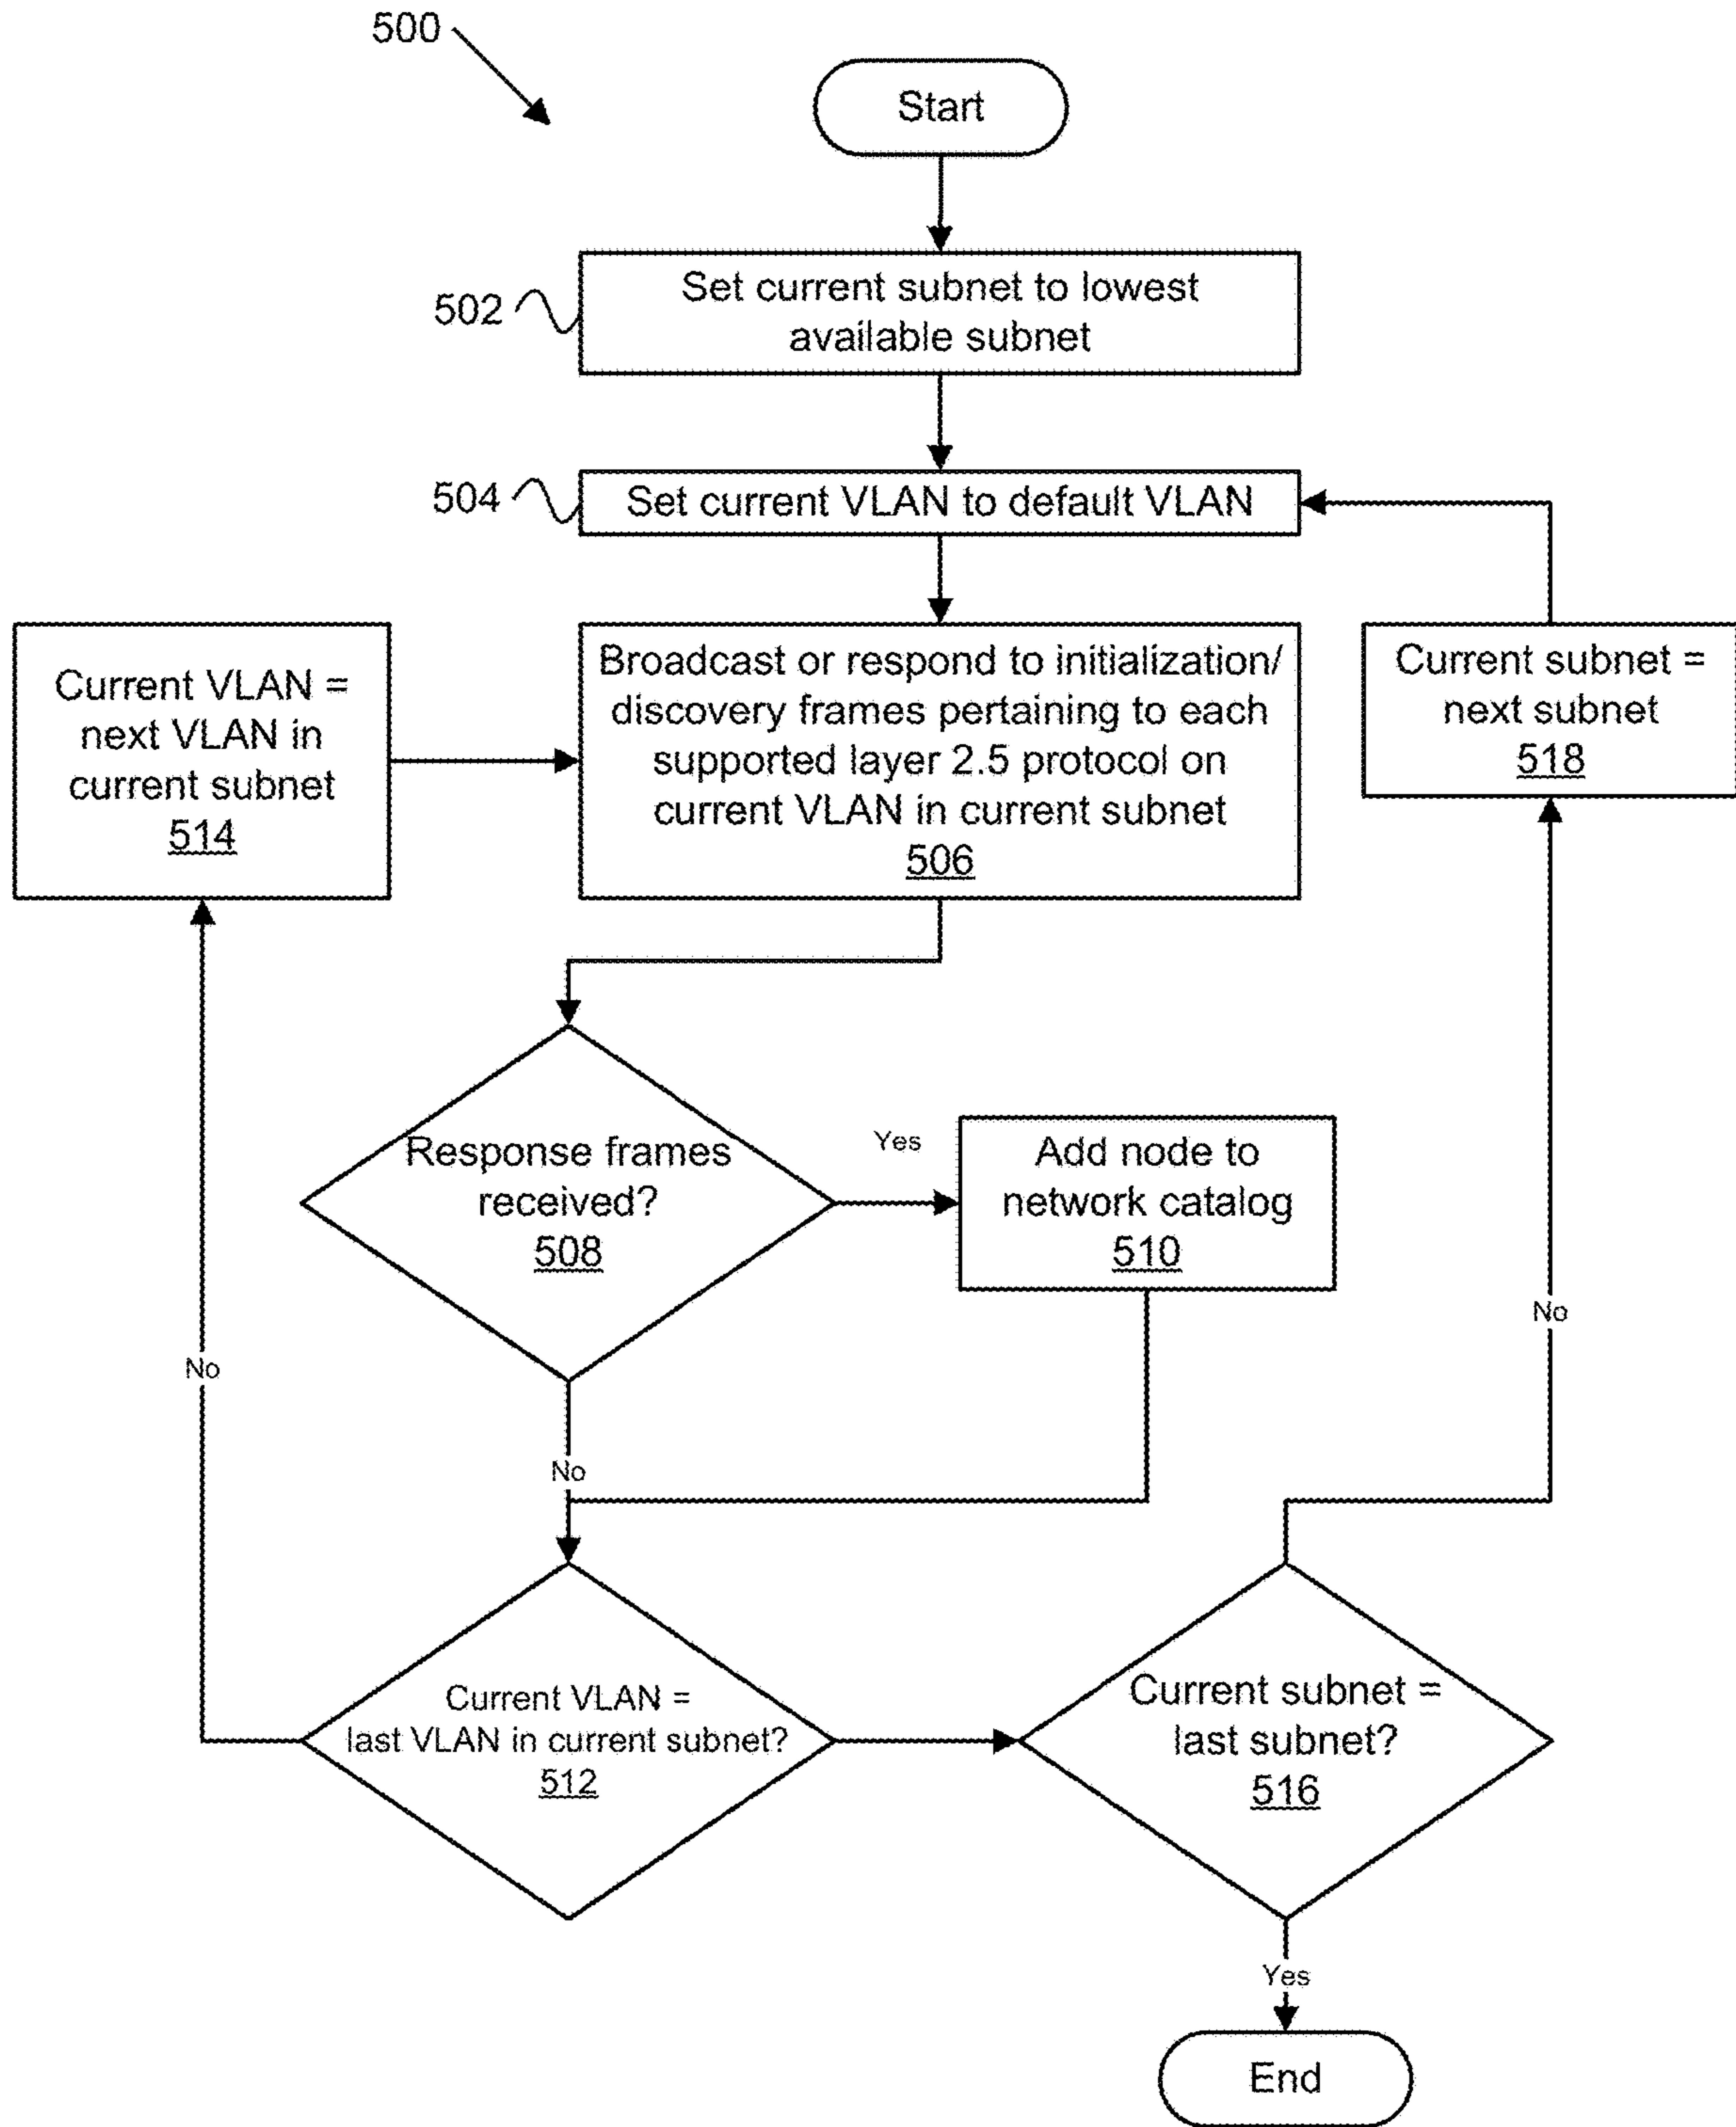 500
Start
502
Set current subnet to lowest
available subnet
504
Set current VLAN to default VLAN
Current VLAN =
next VLAN in
current subnet
514
Broadcast or respond to initialization/
discovery frames pertaining to each
supported layer 2.5 protocol on
current VLAN in current subnet
506
Current subnet =
next subnet
518
Response frames
received?
508
Yes
Add node to
network catalog
510
No
No
No
Current VLAN =
last VLAN in current subnet?
512
Current subnet =
last subnet?
516
Yes
End